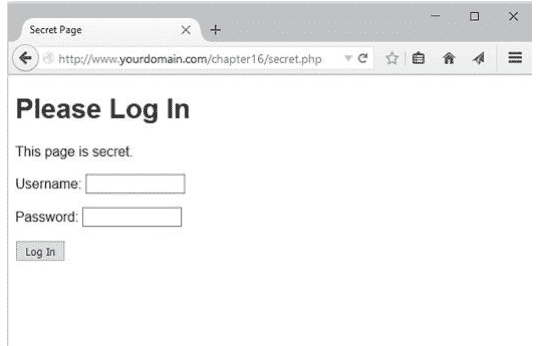 Secret Page
http://www.yourdomain.com/chapter16/secret.php
Please Log In
This page is secret.
Username:
Password:
Log In